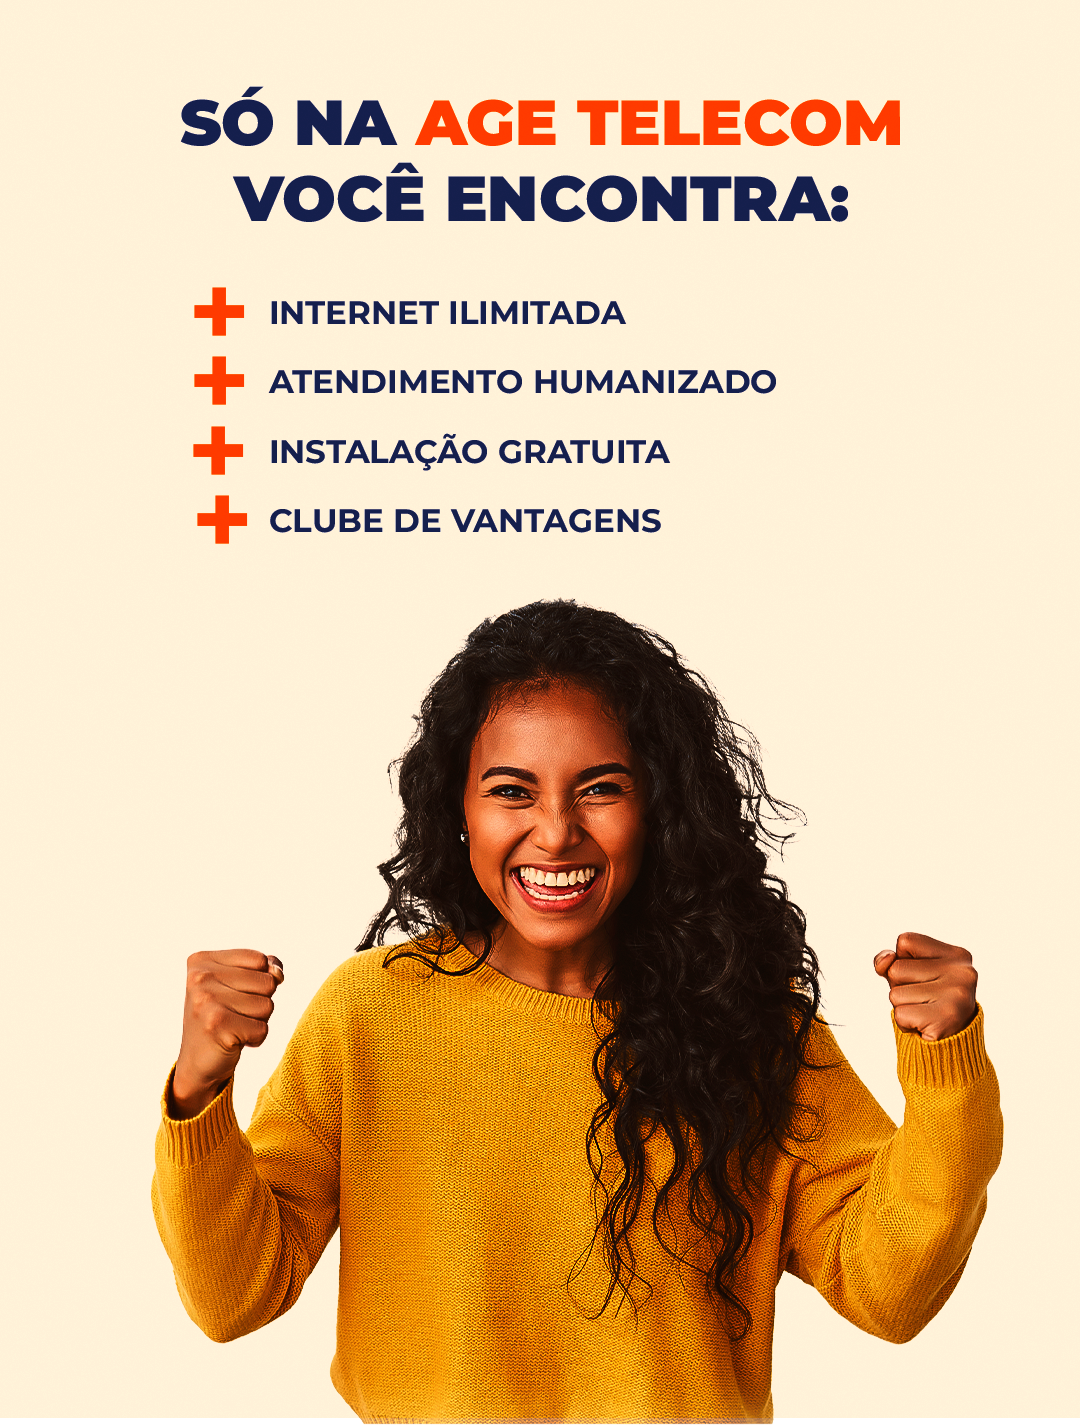 SÓ NA AGE TELECOM
VOCÊ ENCONTRA:
INTERNET ILIMITADA
ATENDIMENTO HUMANIZADO
INSTALAÇÃO GRATUITA
CLUBE DE VANTAGENS